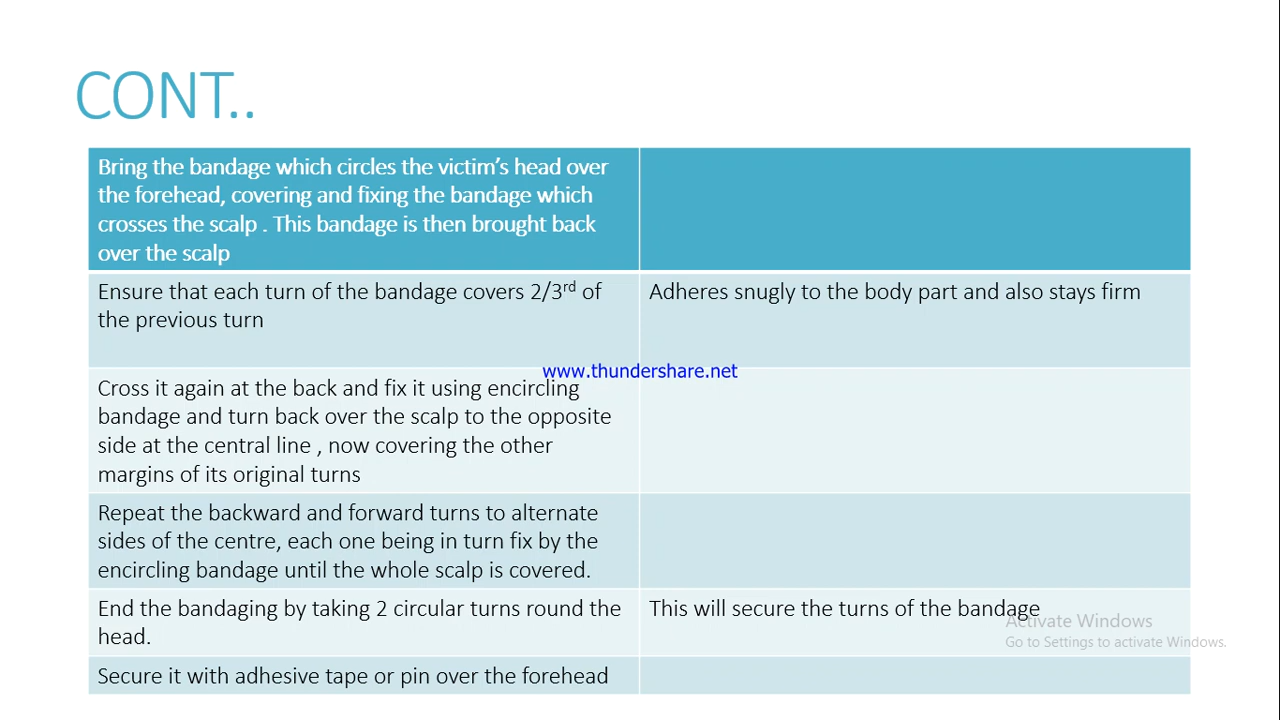 CONT..
Bring the bandage which circles the victim's head over
the forehead, covering and fixing the bandage which
crosses the scalp . This bandage is then brought back
over the scalp
Ensure that each turn of the bandage covers 2/3rd of
the previous turn
Adheres snugly to the body part and also stays firm
www.thundershare.net
Cross it again at the back and fix it using encircling
bandage and turn back over the scalp to the opposite
side at the central line , now covering the other
margins of its original turns
Repeat the backward and forward turns to alternate
sides of the centre, each one being in turn fix by the
encircling bandage until the whole scalp is covered.
End the bandaging by taking 2 circular turns round the
head.
This will secure the turns of the bandage
Activate Windows
Go to Settings to activate Windows.
Secure it with adhesive tape or pin over the forehead